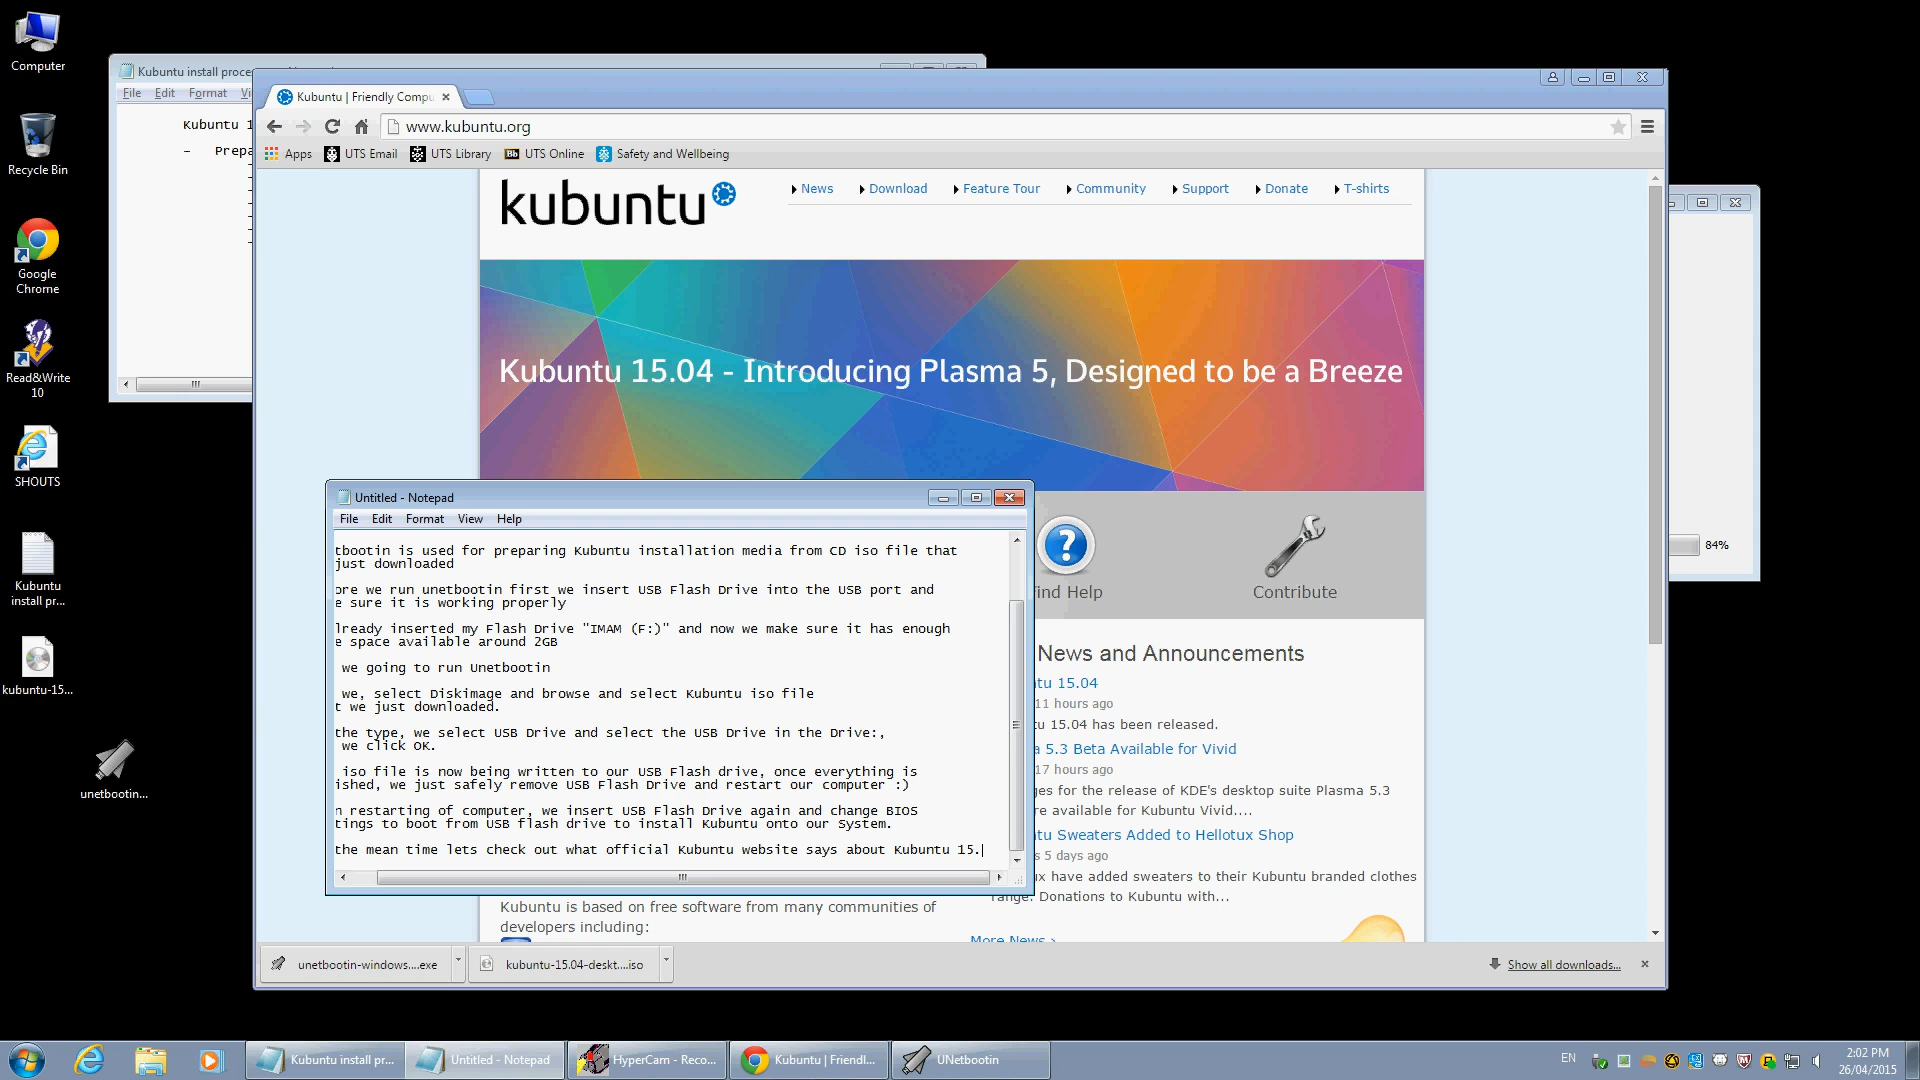 Computer
Recycle Bin
Google
Chrome
Read&Write
10
SHOUTS
Kubuntu
install pr...
kubuntu-15...
unetbootin...
Kubuntu install proce
File Edit Format Vi
Kubuntu 1
- Prepa
Kubuntu | Friendly Compu
www.kubuntu.org
Apps UTS Email UTS Library UTS Online Safety and Wellbeing
kubuntu
News Download Feature Tour Community Support Donate T-shirts
Kubuntu 15.04 - Introducing Plasma 5, Designed to be a Breeze
ind Help
Contribute
84%
Untitled - Notepad
File Edit Format View Help
tbootin is used for preparing Kubuntu installation media from CD iso file that
just downloaded
ore we run unetbootin first we insert USB Flash Drive into the USB port and
e sure it is working properly
lready inserted my Flash Drive "IMAM (F:)" and now we make sure it has enough
e space available around 2GB
we going to run Unetbootin
we, select Diskimage and browse and select Kubuntu iso file
t we just downloaded.
the type, we select USB Drive and select the USB Drive in the Drive:,
we click OK.
iso file is now being written to our USB Flash drive, once everything is
ished, we just safely remove USB Flash Drive and restart our computer :)
n restarting of computer, we insert USB Flash Drive again and change BIOS
tings to boot from USB flash drive to install Kubuntu onto our System.
the mean time lets check out what official Kubuntu website says about Kubuntu 15.
News and Announcements
tu 15.04
11 hours ago
u 15.04 has been released.
a 5.3 Beta Available for Vivid
17 hours ago
ges for the release of KDE's desktop suite Plasma 5.3
re available for Kubuntu Vivid....
tu Sweaters Added to Hellotux Shop
s 5 days ago
ux have added sweaters to their Kubuntu branded clothes
range. Donations to Kubuntu with...
More News ›
Kubuntu is based on free software from many communities of
developers including:
unetbootin-windows....exe
kubuntu-15.04-deskt....iso
Show all downloads...
Kubuntu install pr...
Untitled - Notepad
HyperCam - Reco...
Kubuntu | Friendl...
UNetbootin
EN
2:02 PM
26/04/2015